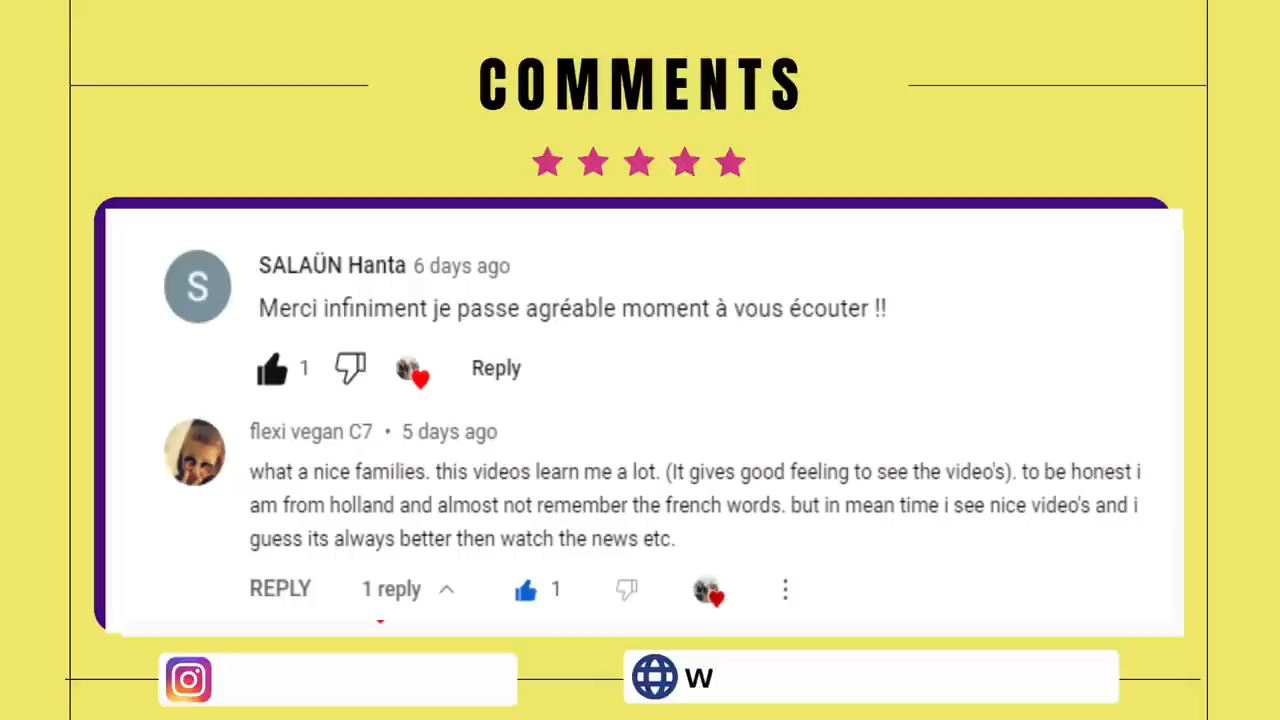 COMMENTS
S
SALAÜN Hanta 6 days ago
Merci infiniment je passe agréable moment à vous écouter !!
1 Reply
flexi vegan C7 • 5 days ago
what a nice families. this videos learn me a lot. (It gives good feeling to see the video's). to be honest i
am from holland and almost not remember the french words. but in mean time i see nice video's and i
guess its always better then watch the news etc.
REPLY 1 reply 1
W